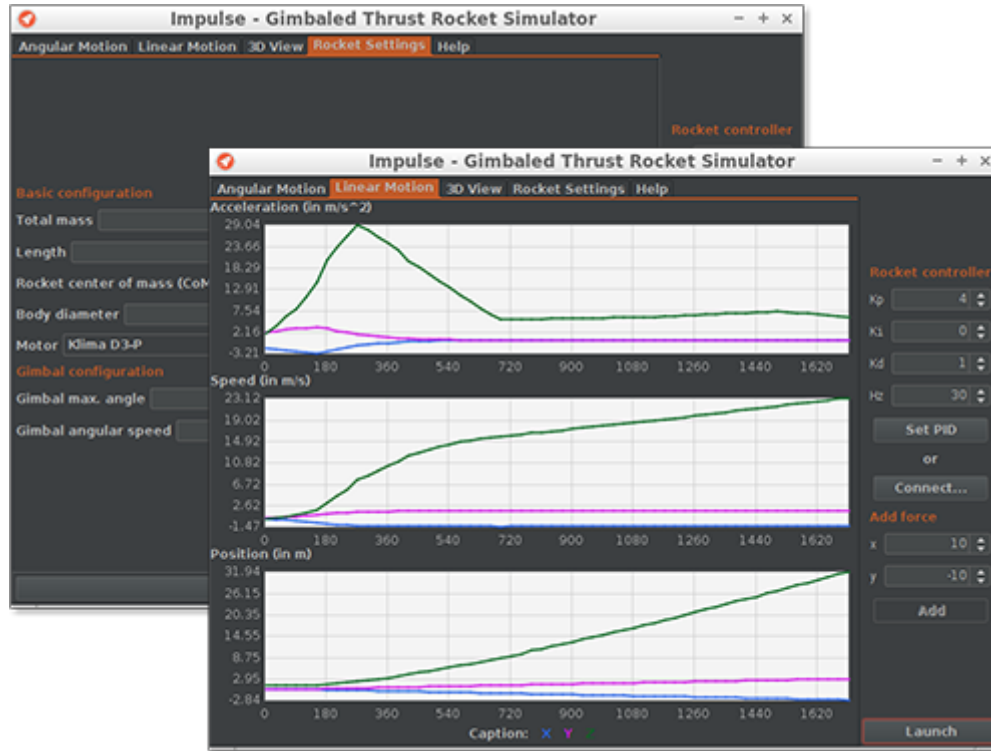 Impulse - Gimbaled Thrust Rocket Simulator
Angular Motion Linear Motion 3D View Rocket Settings Help
Rocket controller
Basic configuration
Total mass
Length
Rocket center of mass (CoM
Body diameter
Motor Klima D3-P
Gimbal configuration
Gimbal max. angle
Gimbal angular speed
Impulse - Gimbaled Thrust Rocket Simulator
Angular Motion Linear Motion 3D View Rocket Settings Help
Acceleration (in m/s^2)
29.04
23.66
18.29
12.91
7.54
2.16
-3.21
0 180 360 540 720 900 1080 1260 1440 1620
Speed (in m/s)
23.12
19.02
14.92
10.82
6.72
2.62
-1.47
0 180 360 540 720 900 1080 1260 1440 1620
Position (in m)
31.94
26.15
20.35
14.55
8.75
2.95
-2.84
0 180 360 540 720 900 1080 1260 1440 1620
Caption: X Y Z
Rocket controller
Kp 4
Ki 0
Kd 1
Hz 30
Set PID
or
Connect...
Add force
x 10
y -10
Add
Launch